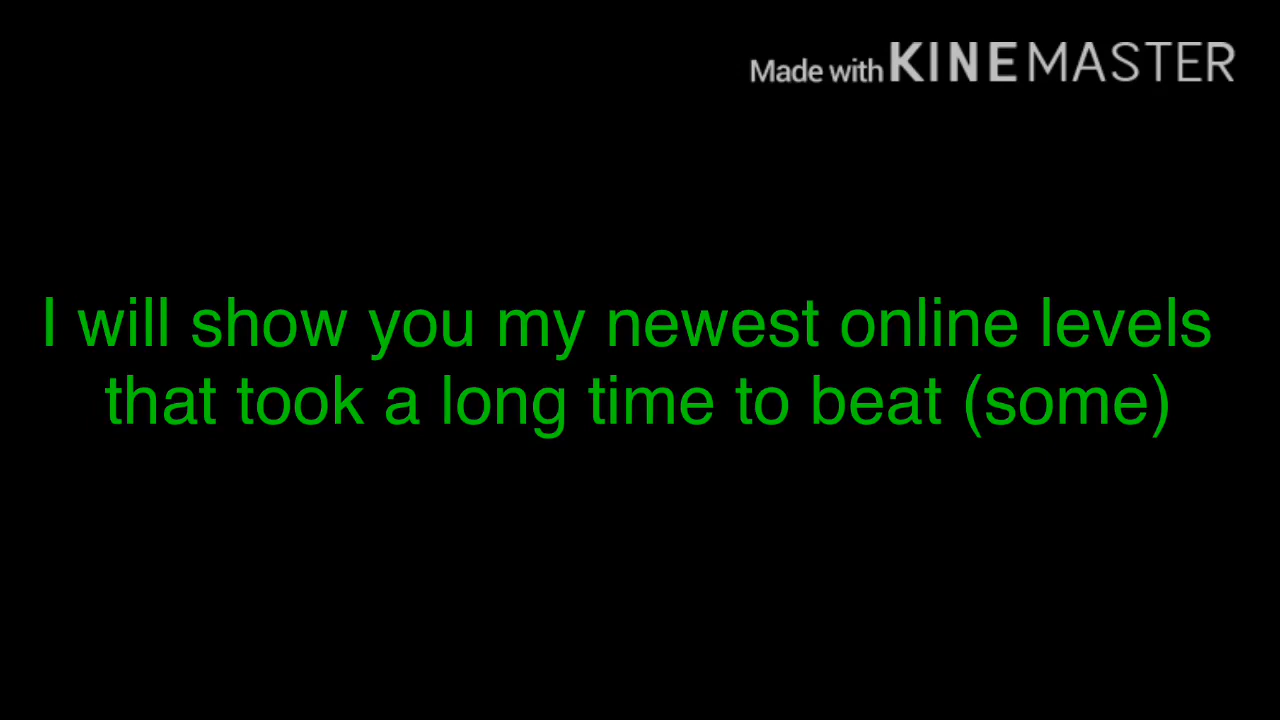 Made with KINEMASTER
I will show you my newest online levels
that took a long time to beat (some)